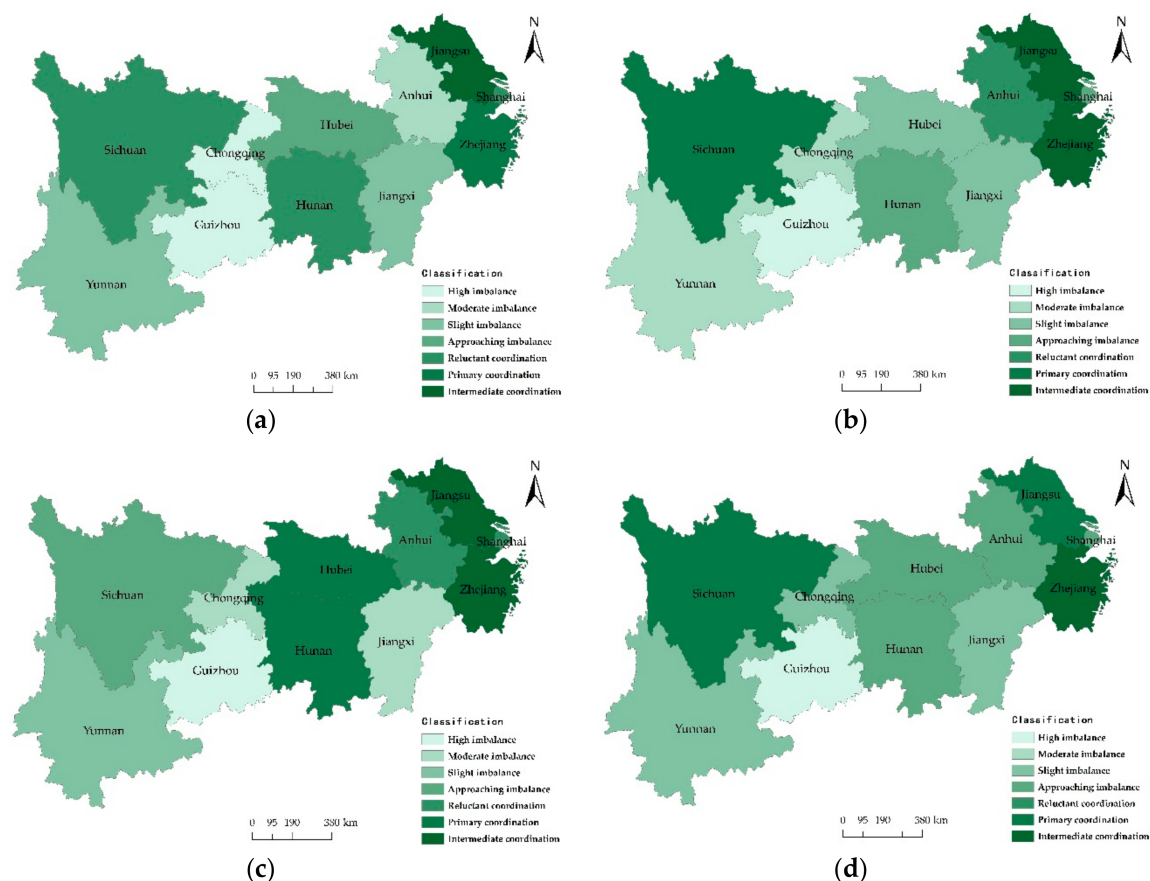 N
Jiangsu
Anhui
Shanghai
Hubei
Zhejiang
Sichuan
Chongqing
Hunan
Jiangxi
Guizhou
Yunnan
Classification
High imbalance
Moderate imbalance
Slight imbalance
Approaching imbalance
Reluctant coordination
Primary coordination
Intermediate coordination
0 95 190 380 km
(a)
N
Jiangsu
Anhui
Shanghai
Hubei
Zhejiang
Sichuan
Chongqing
Hunan
Jiangxi
Guizhou
Yunnan
Classification
High imbalance
Moderate imbalance
Slight imbalance
Approaching imbalance
Reluctant coordination
Primary coordination
Intermediate coordination
0 95 190 380 km
(b)
N
Jiangsu
Anhui
Shanghai
Hubei
Zhejiang
Sichuan
Chongqing
Hunan
Jiangxi
Guizhou
Yunnan
Classification
High imbalance
Moderate imbalance
Slight imbalance
Approaching imbalance
Reluctant coordination
Primary coordination
Intermediate coordination
0 95 190 380 km
(c)
N
Jiangsu
Anhui
Shanghai
Hubei
Zhejiang
Sichuan
Chongqing
Hunan
Jiangxi
Guizhou
Yunnan
Classification
High imbalance
Moderate imbalance
Slight imbalance
Approaching imbalance
Reluctant coordination
Primary coordination
Intermediate coordination
0 95 190 380 km
(d)